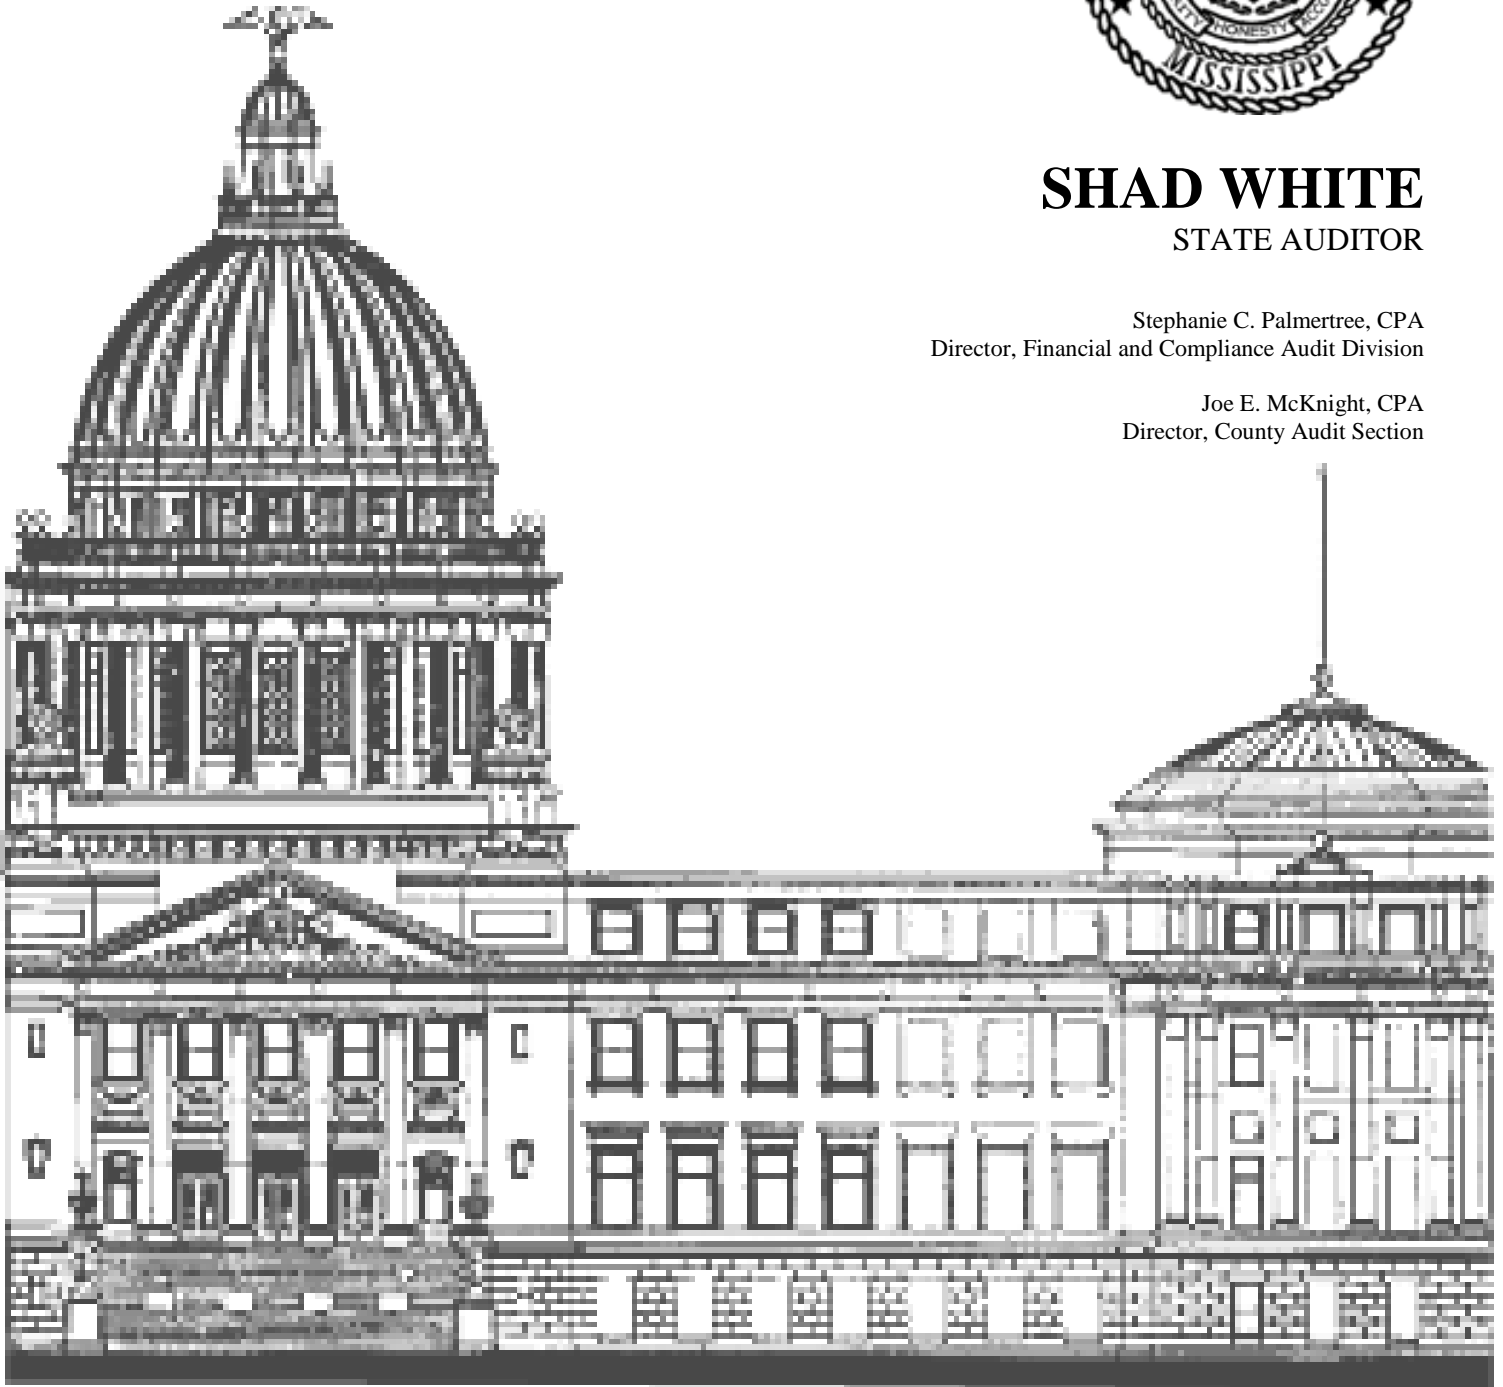 HONESTY
MISSISSIPPI
SHAD WHITE
STATE AUDITOR
Stephanie C. Palmertree, CPA
Director, Financial and Compliance Audit Division
Joe E. McKnight, CPA
Director, County Audit Section